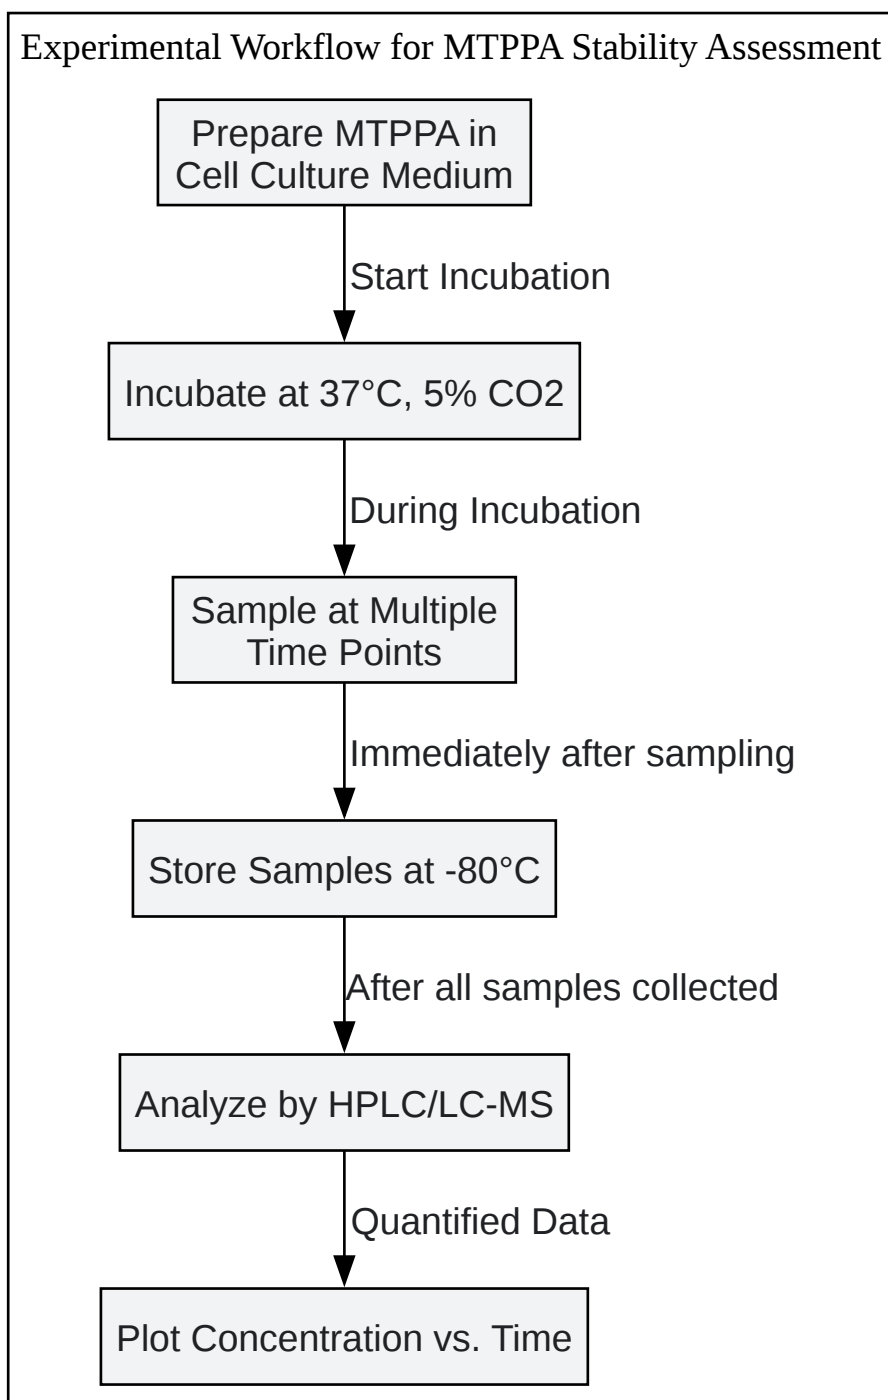 Experimental Workflow for MTPPA Stability Assessment
Prepare MTPPA in
Cell Culture Medium
Start Incubation
Incubate at 37°C, 5% CO2
During Incubation
Sample at Multiple
Time Points
Immediately after sampling
Store Samples at -80°C
After all samples collected
Analyze by HPLC/LC-MS
Quantified Data
Plot Concentration vs. Time